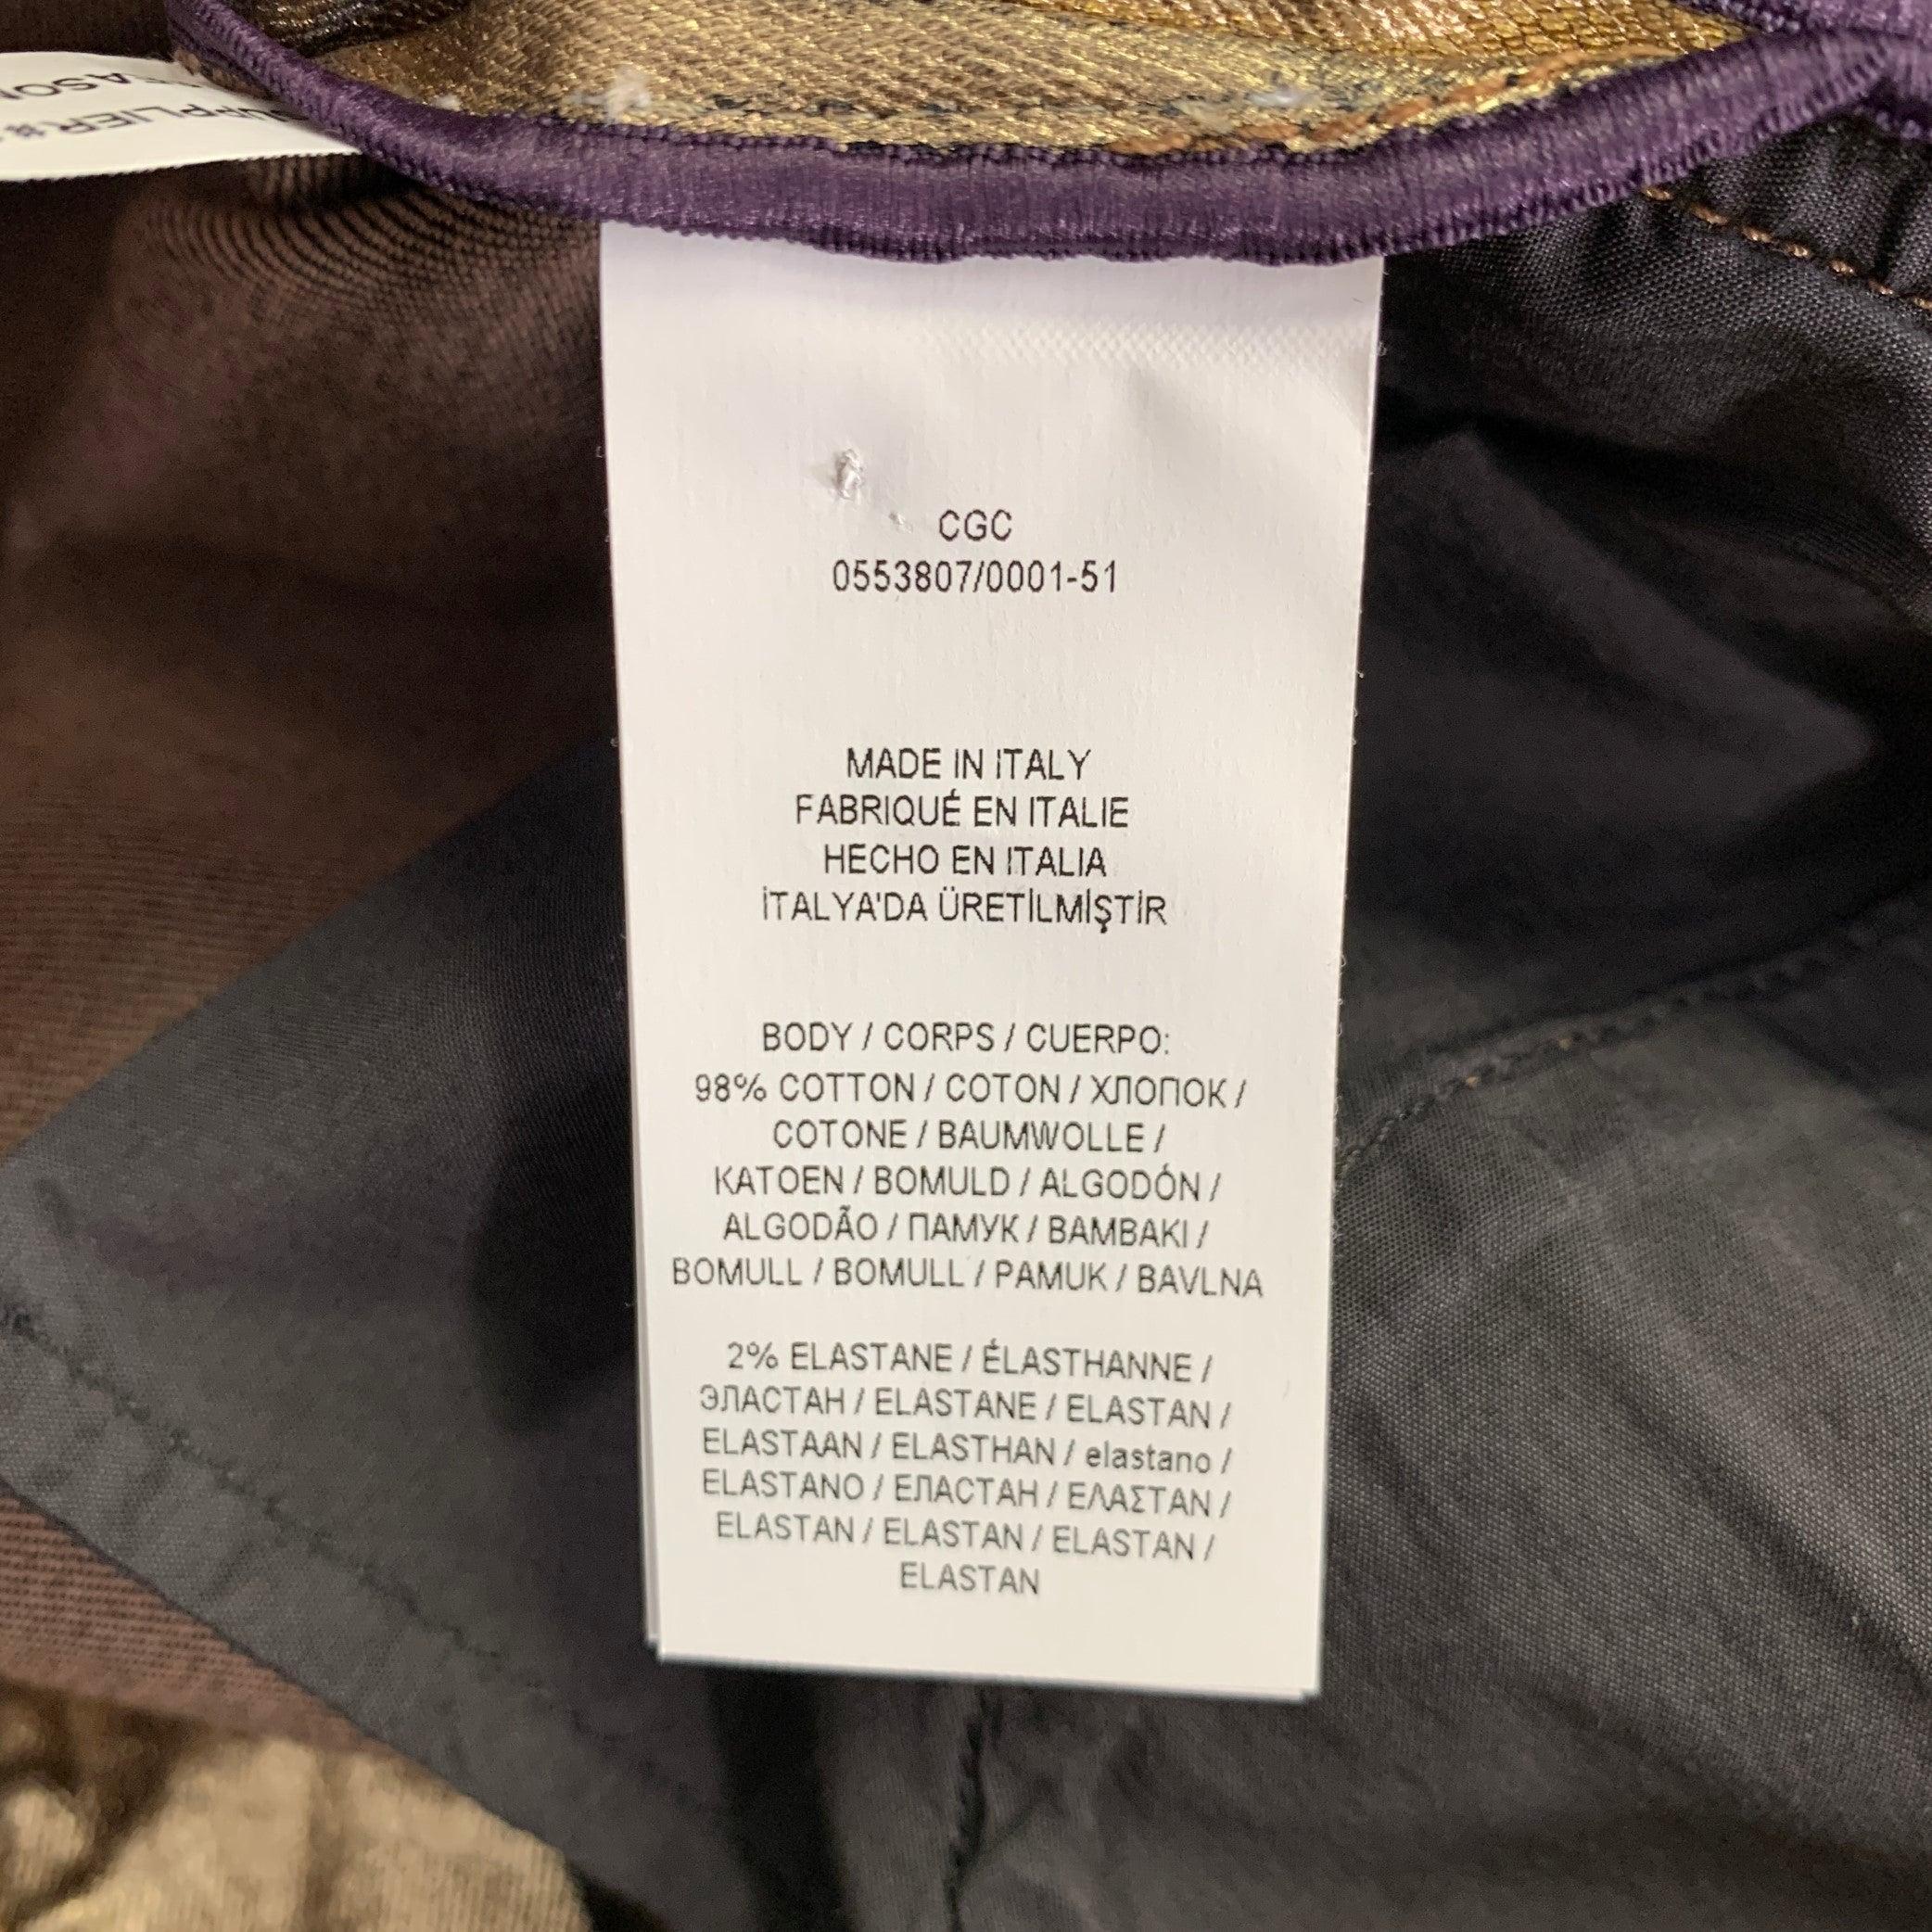 SUPPLIER
CGC
0553807/0001-51
MADE IN ITALY
FABRIQUÉ EN ITALIE
HECHO EN ITALIA
İTALYA'DA ÜRETİLMİŞTİR
BODY / CORPS / CUERPO:
98% COTTON / COTON / ХЛОПОК /
COTONE / BAUMWOLLE /
KATOEN / BOMULD / ALGODÓN /
ALGODÃO / ПАМУК / BAMBAKI /
BOMULL / BOMULL / PAMUK / BAVLNA
2% ELASTANE / ÉLASTHANNE /
ЭЛАСТАН / ELASTANE / ELASTAN /
ELASTAAN / ELASTHAN / elastano /
ELASTANO / ЕЛАСТАН / ΕΛΑΣΤΑΝ /
ELASTAN / ELASTAN / ELASTAN /
ELASTAN